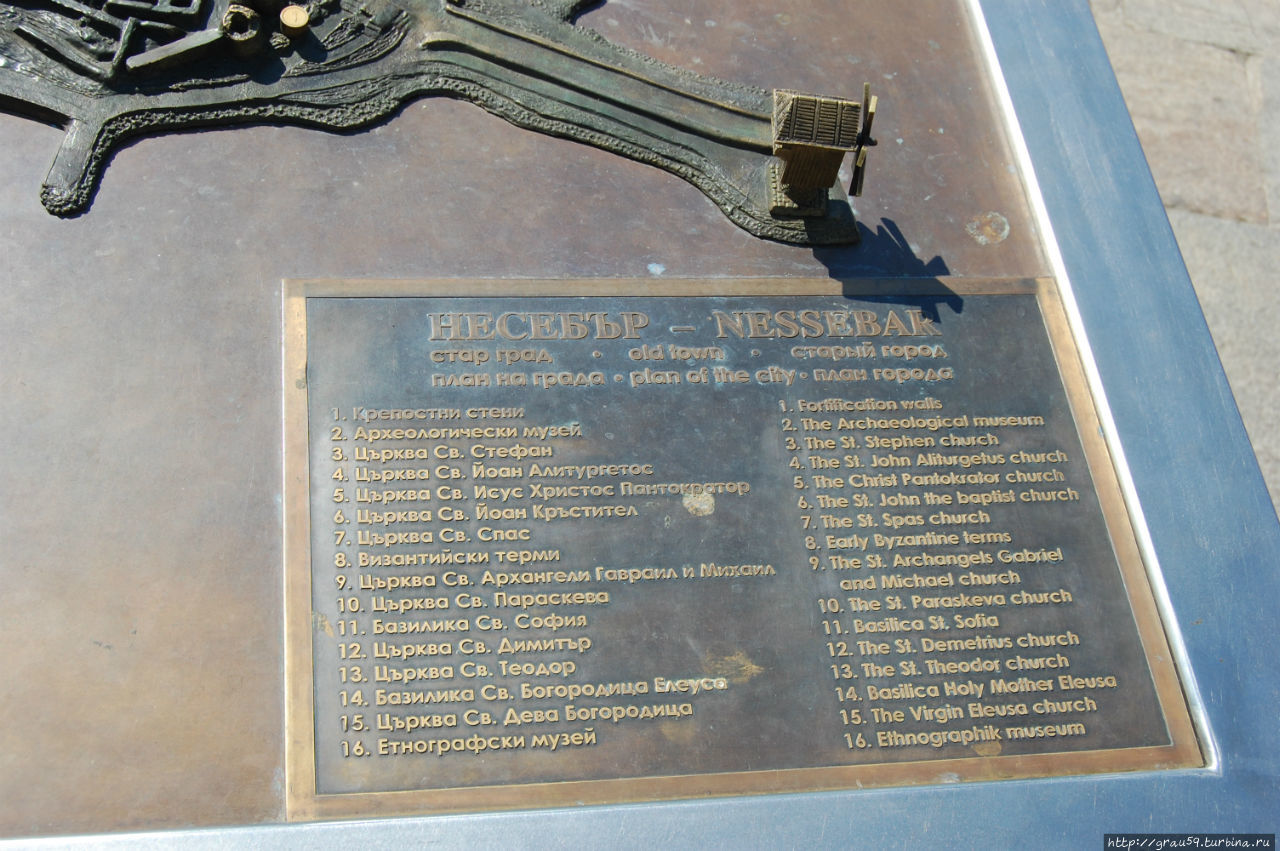 НЕСЕБЪР – NESSEBAR
стар град • old town • старый город
план на града • plan of the city • план города
1. Крепостни стени
2. Археологически музей
3. Църква Св. Стефан
4. Църква Св. Йоан Алитургетос
5. Църква Св. Исус Христос Пантократор
6. Църква Св. Йоан Кръстител
7. Църква Св. Спас
8. Византийски терми
9. Църква Св. Архангели Гавраил и Михаил
10. Църква Св. Параскева
11. Базилика Св. София
12. Църква Св. Димитър
13. Църква Св. Теодор
14. Базилика Св. Богородица Елеуса
15. Църква Св. Дева Богородица
16. Етнографски музей
1. Fortification walls
2. The Archaeological museum
3. The St. Stephen church
4. The St. John Aliturgetus church
5. The Christ Pantokrator church
6. The St. John the baptist church
7. The St. Spas church
8. Early Byzantine terms
9. The St. Archangels Gabriel
and Michael church
10. The St. Paraskeva church
11. Basilica St. Sofia
12. The St. Demetrius church
13. The St. Theodor church
14. Basilica Holy Mother Eleusa
15. The Virgin Eleusa church
16. Ethnographik museum
http://grau59.turbina.ru